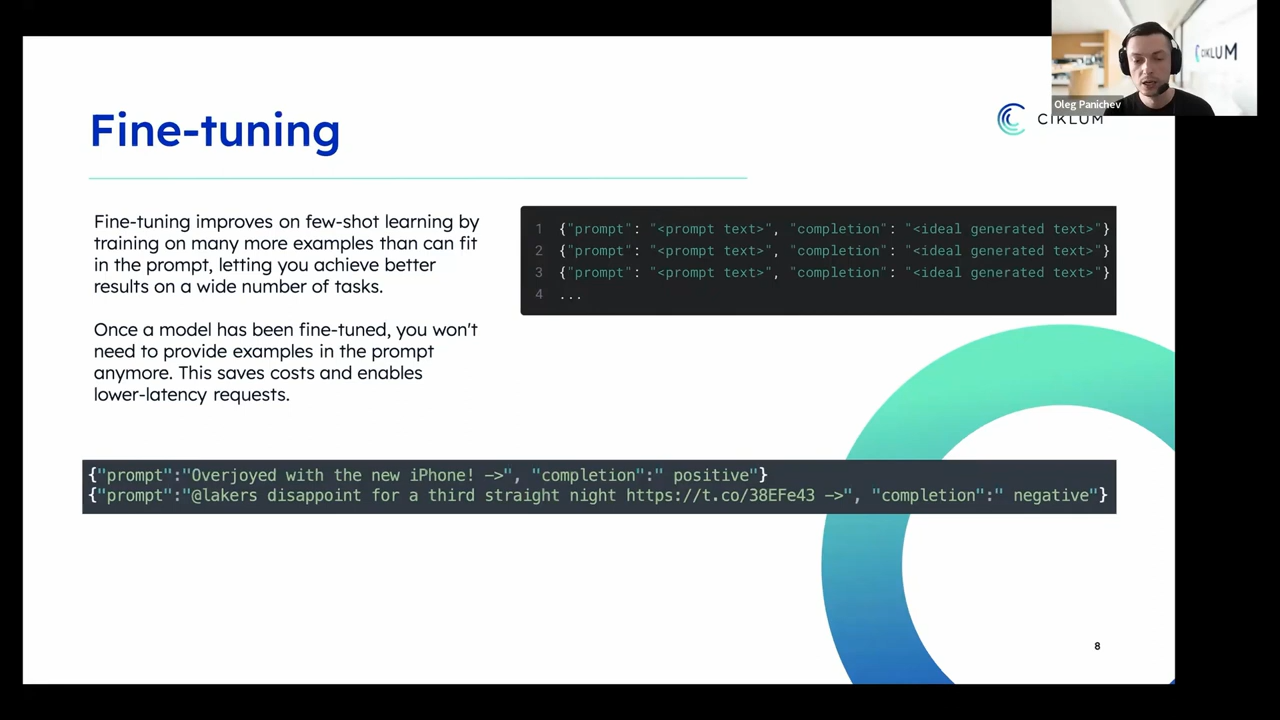 CIKLUM
Oleg Panichev
Fine-tuning
CIKLUM
Fine-tuning improves on few-shot learning by
training on many more examples than can fit
in the prompt, letting you achieve better
results on a wide number of tasks.
Once a model has been fine-tuned, you won't
need to provide examples in the prompt
anymore. This saves costs and enables
lower-latency requests.
1 {"prompt": "<prompt text>", "completion": "<ideal generated text>"}
2 {"prompt": "<prompt text>", "completion": "<ideal generated text>"}
3 {"prompt": "<prompt text>", "completion": "<ideal generated text>"}
4 ...
{"prompt":"Overjoyed with the new iPhone! ->", "completion":" positive"}
{"prompt":"@lakers disappoint for a third straight night https://t.co/38EFe43 ->", "completion":" negative"}
8